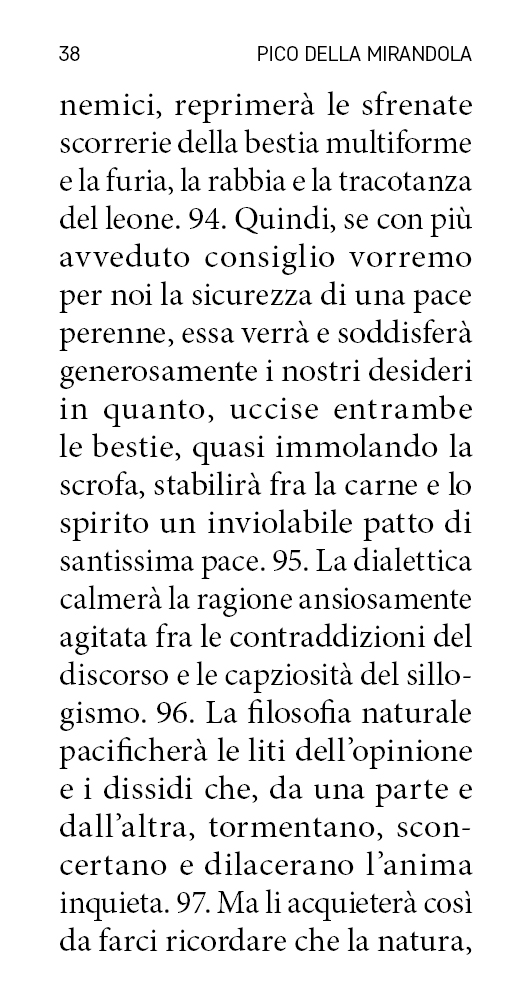 38 PICO DELLA MIRANDOLA
nemici, reprimerà le sfrenate
scorrerie della bestia multiforme
e la furia, la rabbia e la tracotanza
del leone. 94. Quindi, se con più
avveduto consiglio vorremo
per noi la sicurezza di una pace
perenne, essa verrà e soddisferà
generosamente i nostri desideri
in quanto, uccise entrambe
le bestie, quasi immolando la
scrofa, stabilirà fra la carne e lo
spirito un inviolabile patto di
santissima pace. 95. La dialettica
calmerà la ragione ansiosamente
agitata fra le contraddizioni del
discorso e le capziosità del sillo-
gismo. 96. La filosofia naturale
pacificherà le liti dell’opinione
e i dissidi che, da una parte e
dall’altra, tormentano, scon-
certano e dilacerano l’anima
inquieta. 97. Ma li acquieterà così
da farci ricordare che la natura,